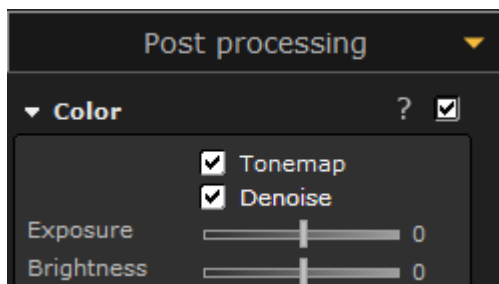 Post processing
Color ?
Tonemap
Denoise
Exposure 0
Brightness 0